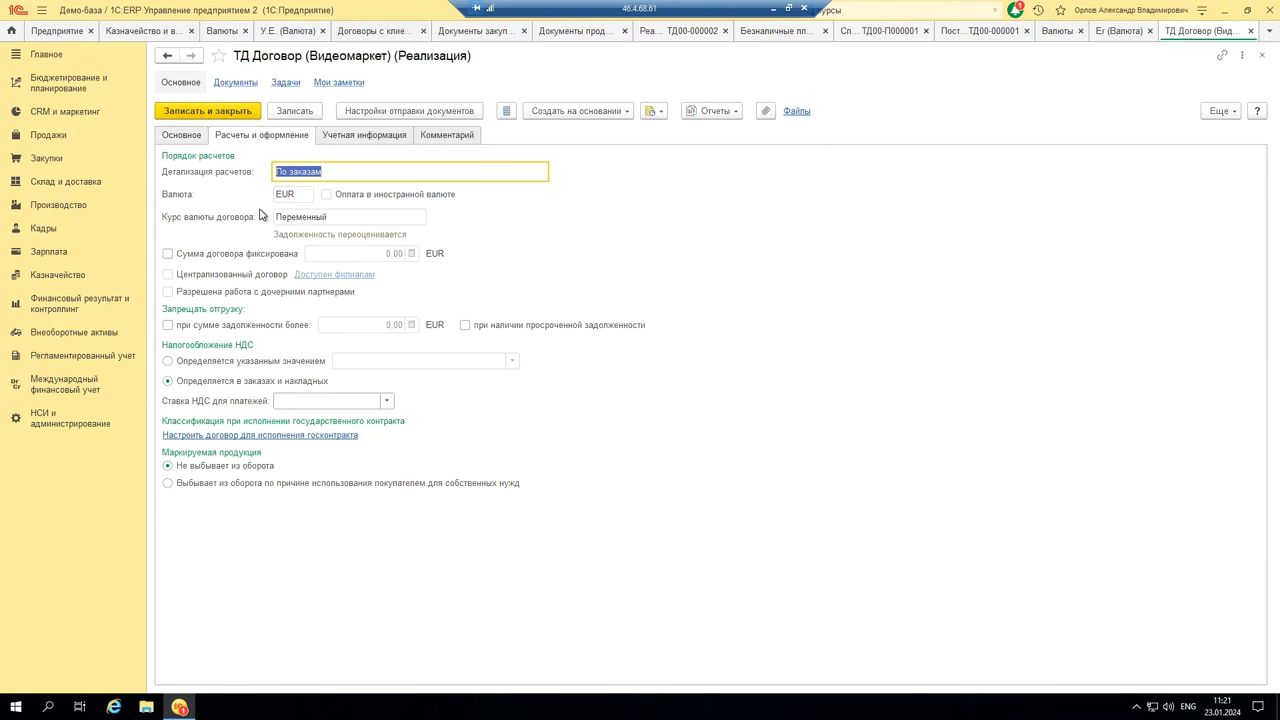 Демо-база / 1С:ERP Управление предприятием 2 (1С:Предприятие)
46.4.68.61
курсы
Орлов Александр Владимирович
Предприятие
Казначейство и в...
Валюты
У.Е. (Валюта)
Договоры с клие...
Документы закуп...
Документы прод...
Реа... ТД00-000002
Безналичные пл...
Сп... ТД00-П000001
Пост...ТД00-000001
Валюты
Er (Валюта)
ТД Договор (Вид...
Главное
Бюджетирование и
планирование
CRM и маркетинг
Продажи
Закупки
Склад и доставка
Производство
Кадры
Зарплата
Казначейство
Финансовый результат и
контроллинг
Внеоборотные активы
Регламентированный учет
Международный
финансовый учет
НСИ и
администрирование
ТД Договор (Видеомаркет) (Реализация)
Основное Документы Задачи Мои заметки
Записать и закрыть Записать Настройки отправки документов Создать на основании Отчеты Файлы Еще ?
Основное Расчеты и оформление Учетная информация Комментарий
Порядок расчетов
Детализация расчетов: По заказам
Валюта: EUR Оплата в иностранной валюте
Курс валюты договора: Переменный
Задолженность переоценивается
Сумма договора фиксирована 0,00 EUR
Централизованный договор Доступен филиалам
Разрешена работа с дочерними партнерами
Запрещать отгрузку:
при сумме задолженности более: 0,00 EUR при наличии просроченной задолженности
Налогообложение НДС
Определяется указанным значением
Определяется в заказах и накладных
Ставка НДС для платежей:
Классификация при исполнении государственного контракта
Настроить договор для исполнения госконтракта
Маркируемая продукция
Не выбывает из оборота
Выбывает из оборота по причине использования покупателем для собственных нужд
ENG
11:21
23.01.2024